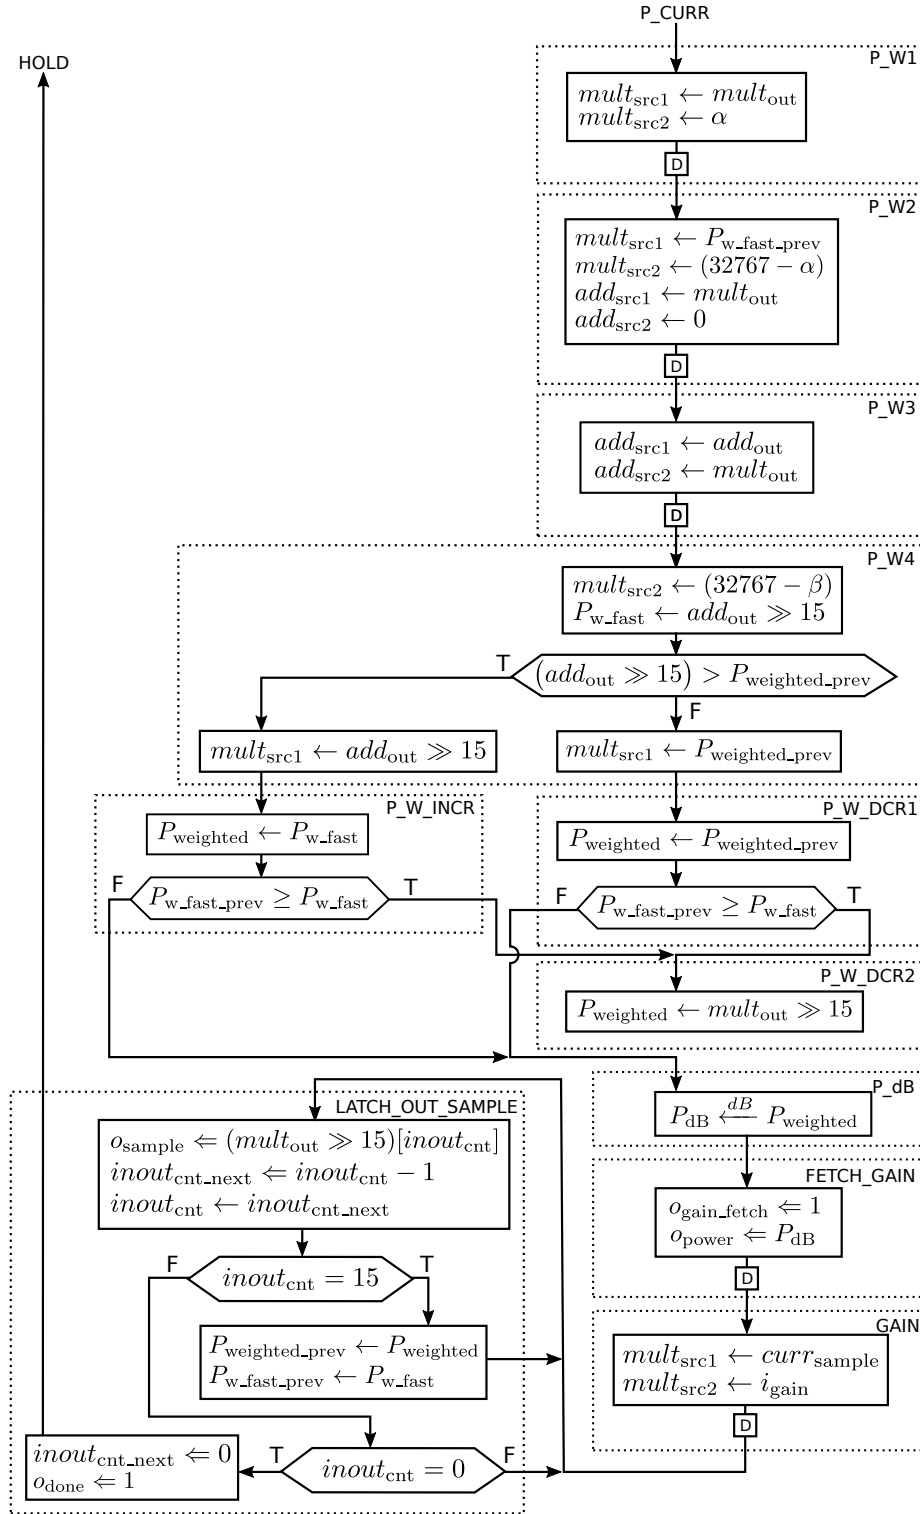 P_CURR
HOLD
P_W1
mult_src1 ← mult_out
mult_src2 ← α
D
P_W2
mult_src1 ← P_w_fast_prev
mult_src2 ← (32767 − α)
add_src1 ← mult_out
add_src2 ← 0
D
P_W3
add_src1 ← add_out
add_src2 ← mult_out
D
P_W4
mult_src2 ← (32767 − β)
P_w_fast ← add_out ≫ 15
T
(add_out ≫ 15) > P_weighted_prev
F
mult_src1 ← add_out ≫ 15
mult_src1 ← P_weighted_prev
P_W_INCR
P_weighted ← P_w_fast
F
P_w_fast_prev ≥ P_w_fast
T
P_W_DCR1
P_weighted ← P_weighted_prev
F
P_w_fast_prev ≥ P_w_fast
T
P_W_DCR2
P_weighted ← mult_out ≫ 15
P_dB
P_dB ←dB P_weighted
FETCH_GAIN
o_gain_fetch ⇐ 1
o_power ⇐ P_dB
D
GAIN
mult_src1 ← curr_sample
mult_src2 ← i_gain
D
LATCH_OUT_SAMPLE
o_sample ⇐ (mult_out ≫ 15)[inout_cnt]
inout_cnt_next ⇐ inout_cnt − 1
inout_cnt ← inout_cnt_next
F
inout_cnt = 15
T
P_weighted_prev ← P_weighted
P_w_fast_prev ← P_w_fast
inout_cnt_next ⇐ 0
o_done ⇐ 1
T
inout_cnt = 0
F